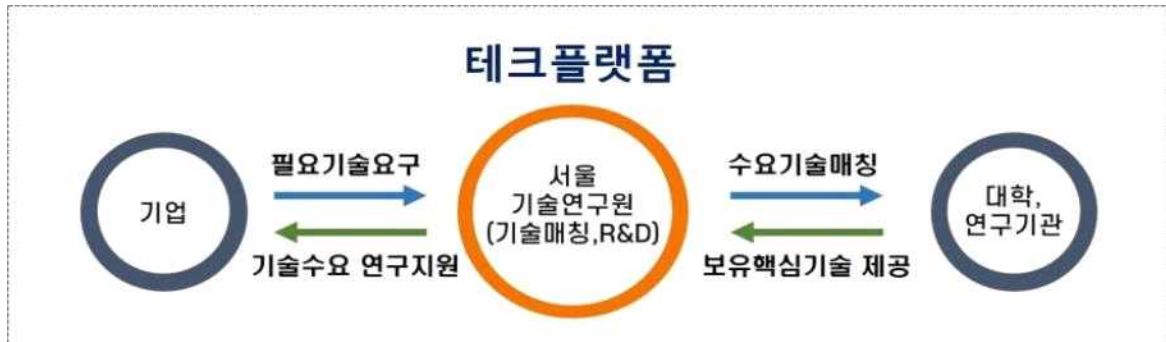 테크플랫폼
기업
필요기술요구
기술수요 연구지원
서울
기술연구원
(기술매칭,R&D)
수요기술매칭
보유핵심기술 제공
대학,
연구기관